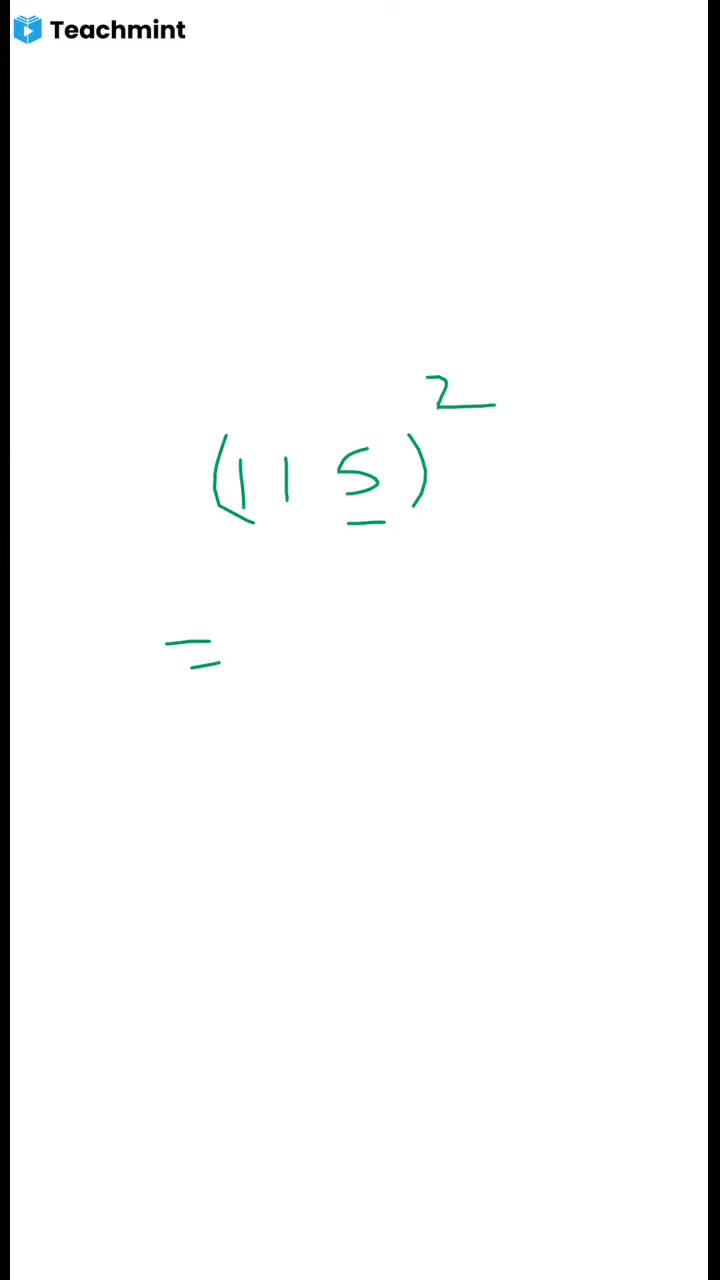 Teachmint
(115)²
=